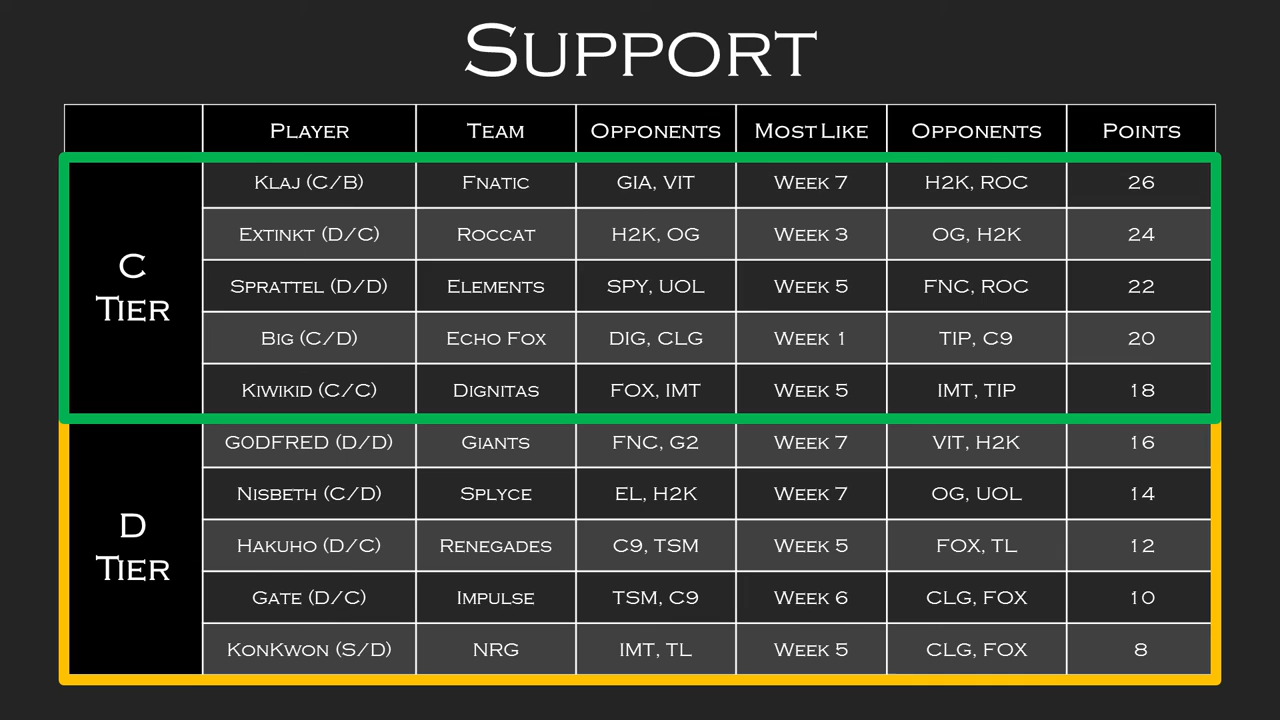 Support
Player Team Opponents Most Like Opponents Points
C Tier
Klaj (C/B) Fnatic GIA, VIT Week 7 H2K, ROC 26
Extinkt (D/C) Roccat H2K, OG Week 3 OG, H2K 24
Sprattel (D/D) Elements SPY, UOL Week 5 FNC, ROC 22
Big (C/D) Echo Fox DIG, CLG Week 1 TIP, C9 20
Kiwikid (C/C) Dignitas FOX, IMT Week 5 IMT, TIP 18
D Tier
G0DFRED (D/D) Giants FNC, G2 Week 7 VIT, H2K 16
Nisbeth (C/D) Splyce EL, H2K Week 7 OG, UOL 14
Hakuho (D/C) Renegades C9, TSM Week 5 FOX, TL 12
Gate (D/C) Impulse TSM, C9 Week 6 CLG, FOX 10
KonKwon (S/D) NRG IMT, TL Week 5 CLG, FOX 8